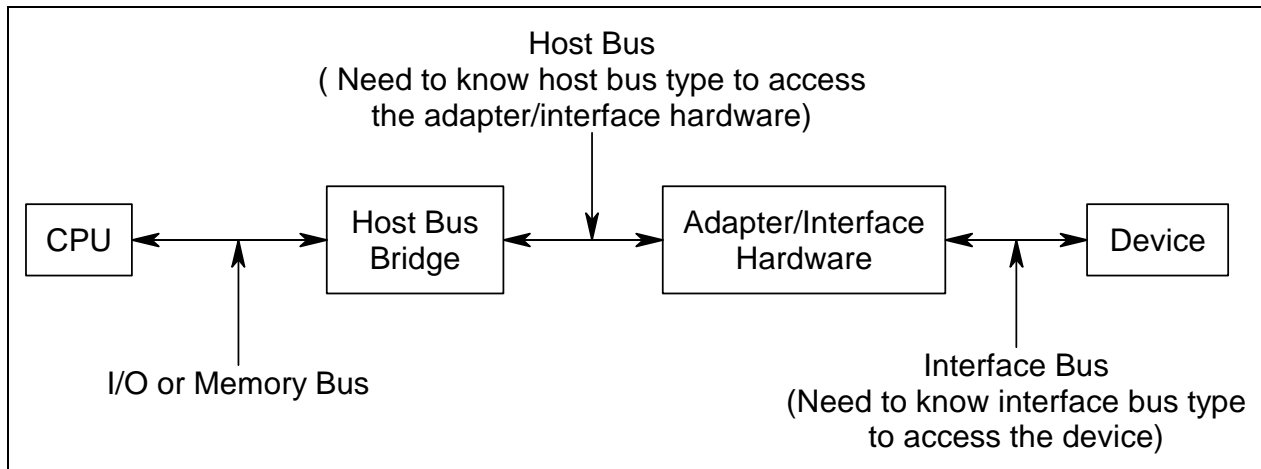 Host Bus
( Need to know host bus type to access
the adapter/interface hardware)
CPU
Host Bus
Bridge
Adapter/Interface
Hardware
Device
I/O or Memory Bus
Interface Bus
(Need to know interface bus type
to access the device)